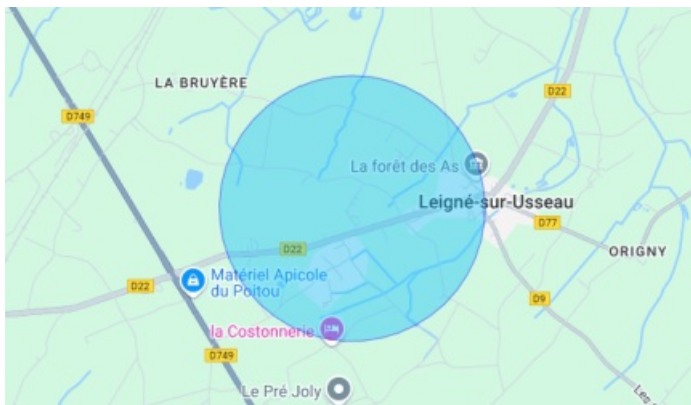 LA BRUYÈRE
D22
D749
La forêt des As
Leigné-sur-Usseau
D77
D22
ORIGNY
Matériel Apicole
du Poitou
D22
D9
la Costonnerie
D749
Le Pré Joly
Les